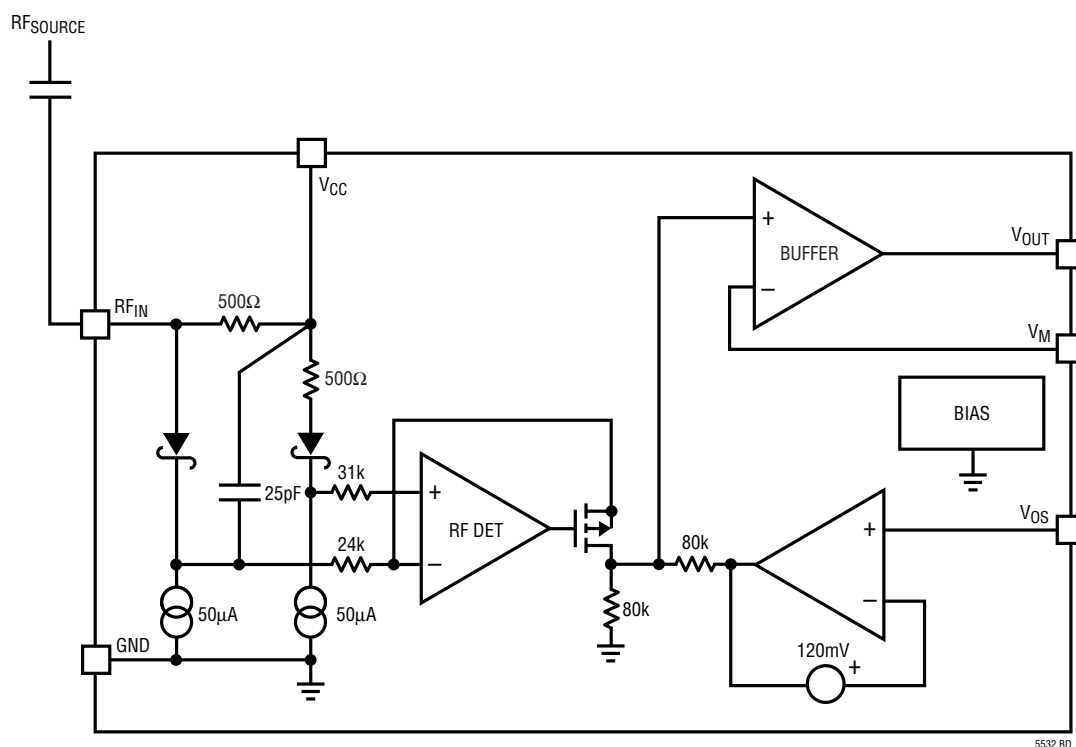 RFSOURCE
VCC
RFIN
500Ω
500Ω
+
BUFFER
−
VOUT
VM
BIAS
25pF
31k
+
RF DET
24k
−
80k
VOS
+
−
50µA
50µA
80k
120mV
+
GND
5532 BD